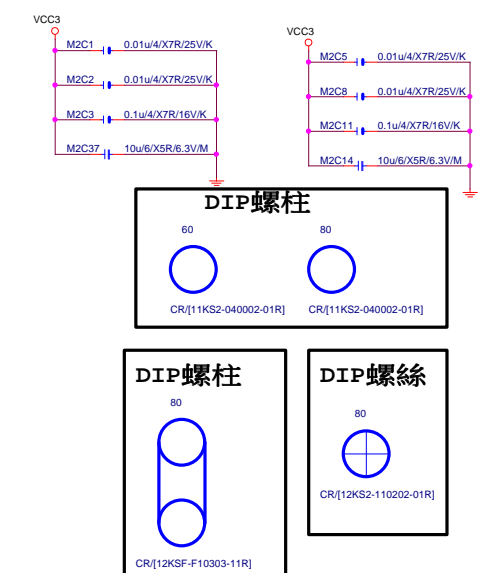 VCC3
M2C1 0.01u/4/X7R/25V/K
M2C2 0.01u/4/X7R/25V/K
M2C3 0.1u/4/X7R/16V/K
M2C37 10u/6/X5R/6.3V/M
VCC3
M2C5 0.01u/4/X7R/25V/K
M2C8 0.01u/4/X7R/25V/K
M2C11 0.1u/4/X7R/16V/K
M2C14 10u/6/X5R/6.3V/M
DIP螺柱
60 80
CR/[11KS2-040002-01R] CR/[11KS2-040002-01R]
DIP螺柱
80
CR/[12KSF-F10303-11R]
DIP螺絲
80
CR/[12KS2-110202-01R]